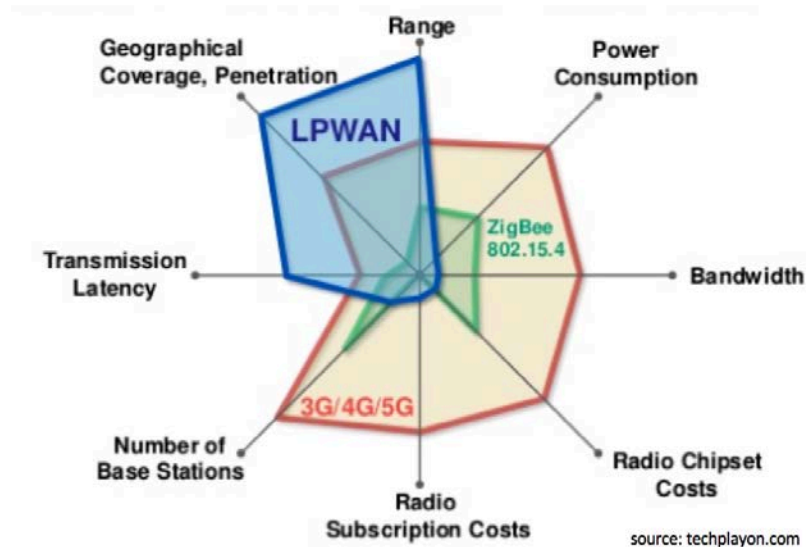 Range
Geographical
Coverage, Penetration
Power
Consumption
LPWAN
ZigBee
802.15.4
Transmission
Latency
Bandwidth
3G/4G/5G
Number of
Base Stations
Radio Chipset
Costs
Radio
Subscription Costs
source: techplayon.com